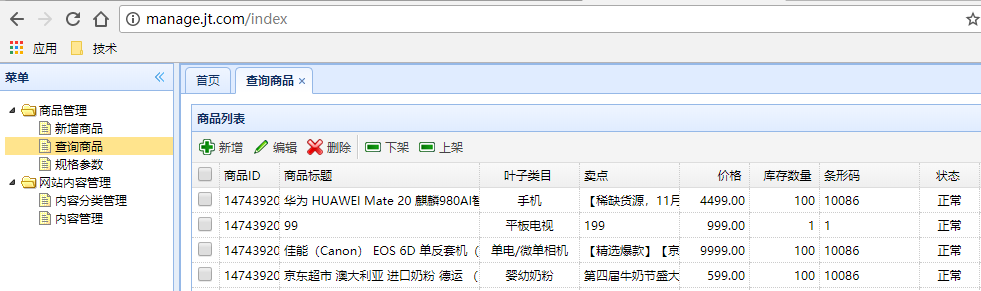 manage.jt.com/index
应用 技术
菜单
商品管理
新增商品
查询商品
规格参数
网站内容管理
内容分类管理
内容管理
首页 查询商品
商品列表
新增 编辑 删除 下架 上架
商品ID 商品标题 叶子类目 卖点 价格 库存数量 条形码 状态
14743920 华为 HUAWEI Mate 20 麒麟980AI智 手机 【稀缺货源，11月 4499.00 100 10086 正常
14743920 99 平板电视 199 999.00 1 1 正常
14743920 佳能（Canon） EOS 6D 单反套机（ 单电/微单相机 【精选爆款】【京 9999.00 100 10086 正常
14743920 京东超市 澳大利亚 进口奶粉 德运 （ 婴幼奶粉 第四届牛奶节盛大 599.00 100 10086 正常